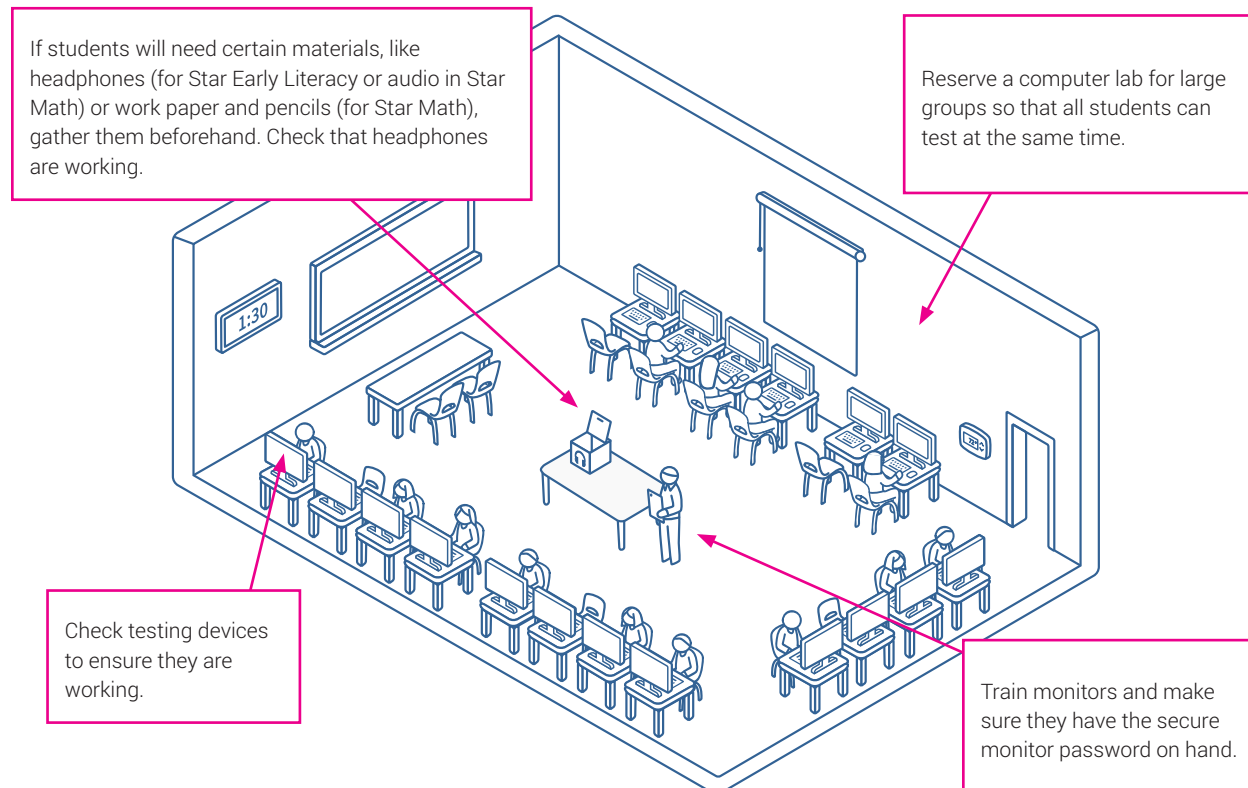 If students will need certain materials, like
headphones (for Star Early Literacy or audio in Star
Math) or work paper and pencils (for Star Math),
gather them beforehand. Check that headphones
are working.
Reserve a computer lab for large
groups so that all students can
test at the same time.
1:30
Check testing devices
to ensure they are
working.
Train monitors and make
sure they have the secure
monitor password on hand.